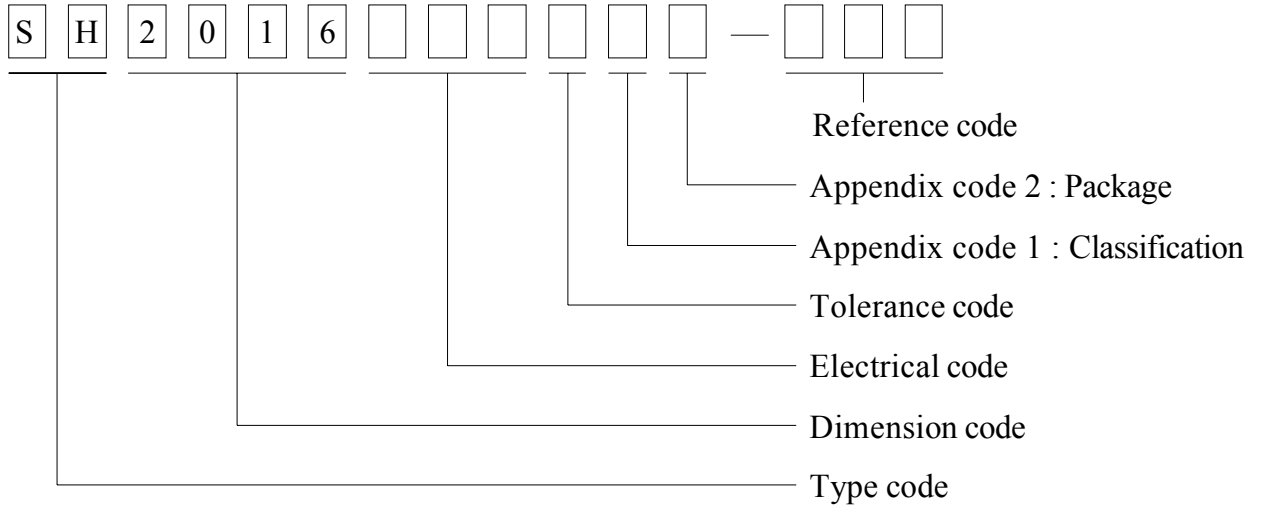 S H 2 0 1 6 —
Reference code
Appendix code 2 : Package
Appendix code 1 : Classification
Tolerance code
Electrical code
Dimension code
Type code